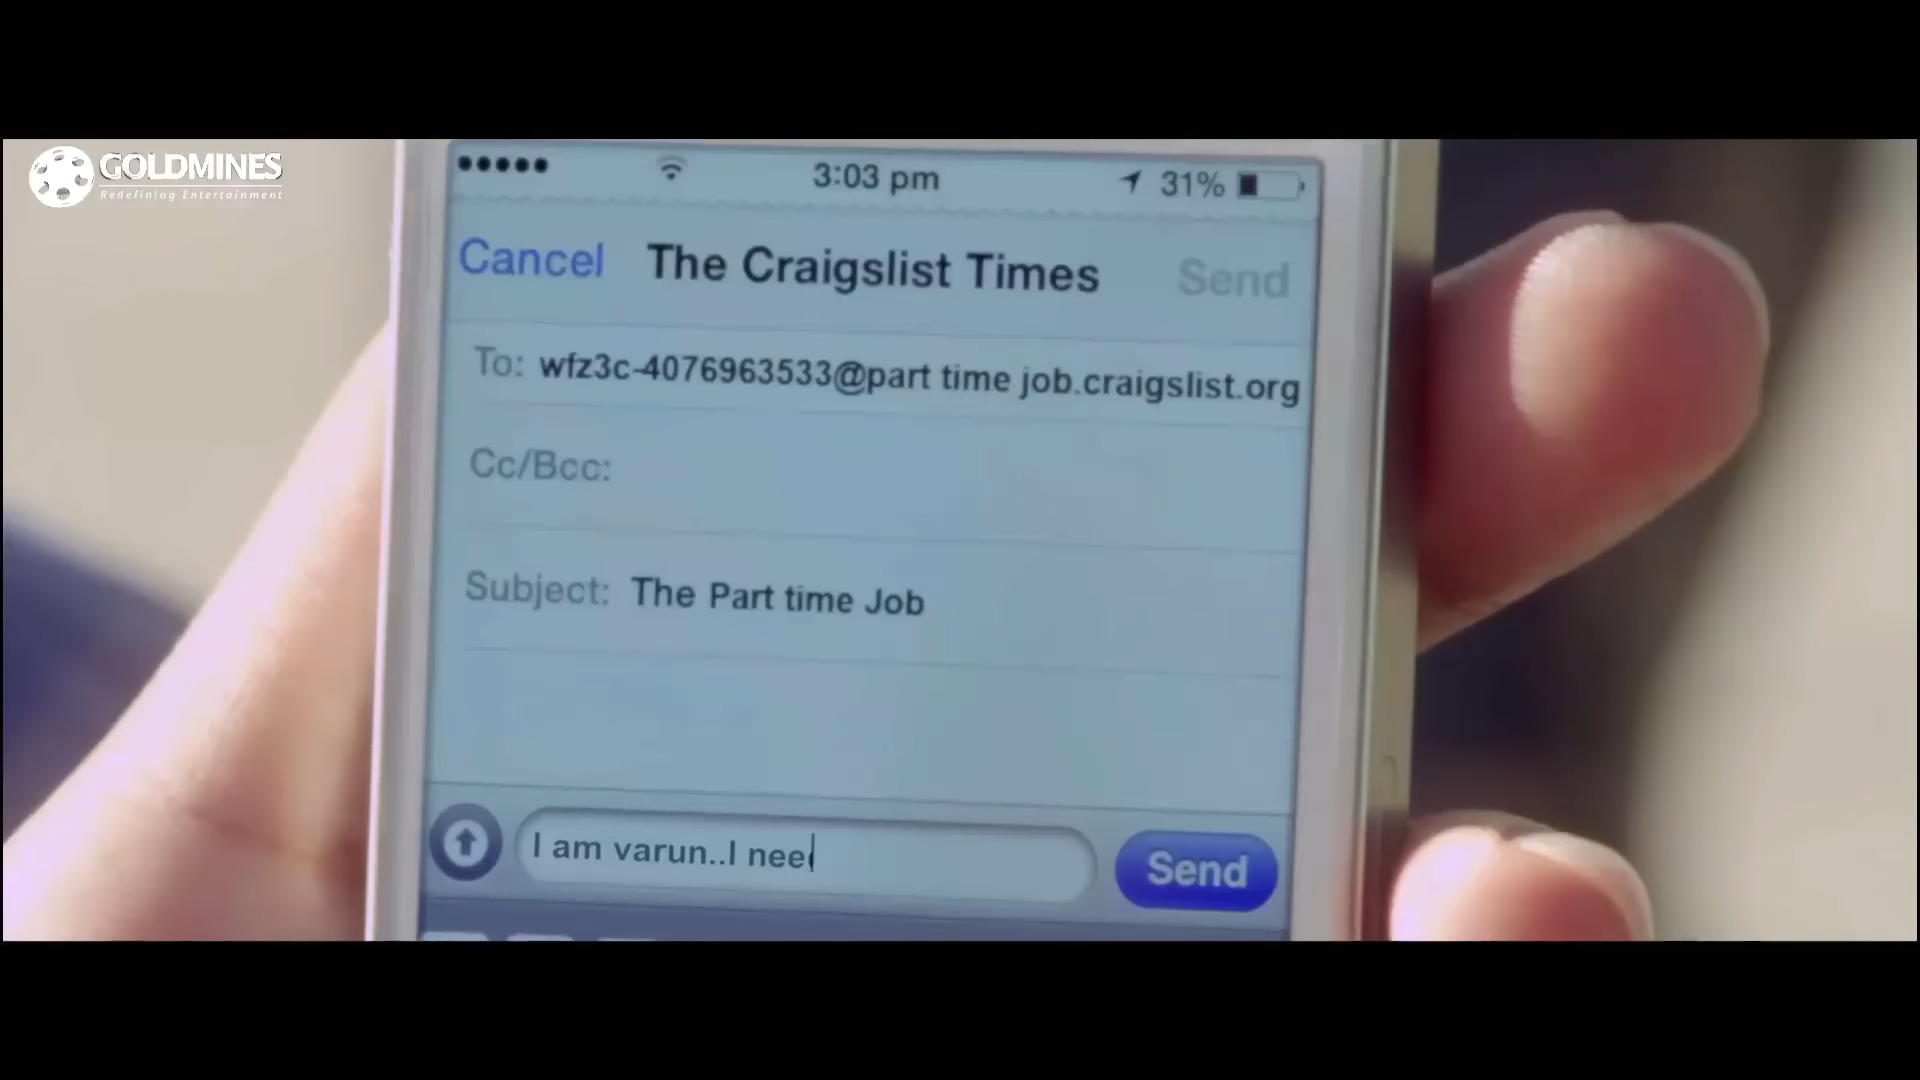 GOLDMINES
Redefining Entertainment
3:03 pm
31%
Cancel The Craigslist Times Send
To: wfz3c-4076963533@part time job.craigslist.org
Cc/Bcc:
Subject: The Part time Job
I am varun..I need
Send